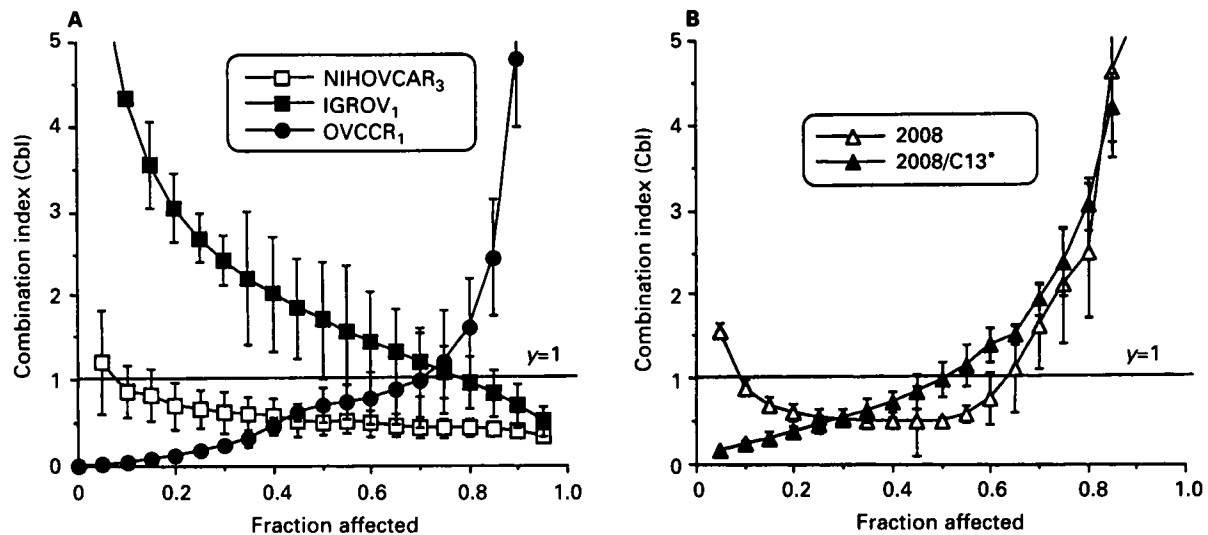 A
5
4
3
2
1
0
Combination index (CbI)
NIHOVCAR3
IGROV1
OVCCR1
y=1
0 0.2 0.4 0.6 0.8 1.0
Fraction affected
B
5
4
3
2
1
0
Combination index (CbI)
2008
2008/C13*
y=1
0 0.2 0.4 0.6 0.8 1.0
Fraction affected